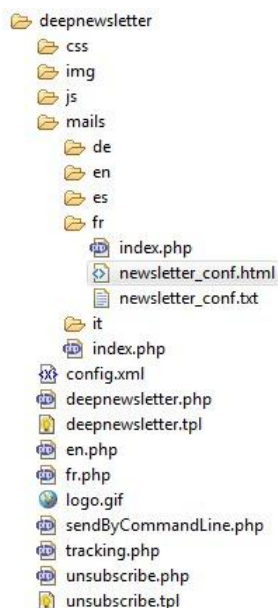 deepnewsletter
css
img
js
mails
de
en
es
fr
index.php
newsletter_conf.html
newsletter_conf.txt
it
index.php
config.xml
deepnewsletter.php
deepnewsletter.tpl
en.php
fr.php
logo.gif
sendByCommandLine.php
tracking.php
unsubscribe.php
unsubscribe.tpl